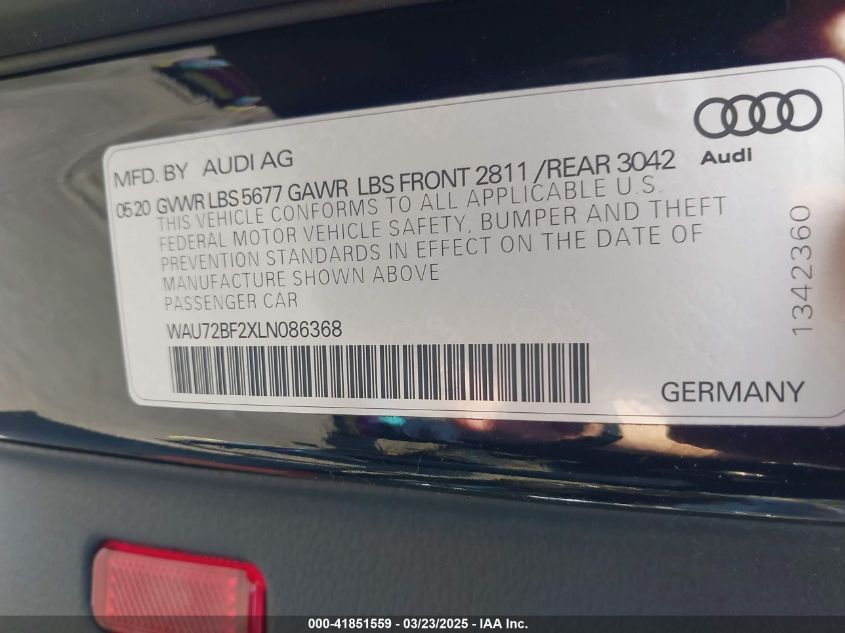 Audi
MFD. BY AUDI AG
05 20 GVWR LBS 5677 GAWR LBS FRONT 2811 /REAR 3042
THIS VEHICLE CONFORMS TO ALL APPLICABLE U.S.
FEDERAL MOTOR VEHICLE SAFETY, BUMPER AND THEFT
PREVENTION STANDARDS IN EFFECT ON THE DATE OF
MANUFACTURE SHOWN ABOVE
PASSENGER CAR
WAU72BF2XLN086368
GERMANY
1342360
000-41851559 - 03/23/2025 - IAA Inc.